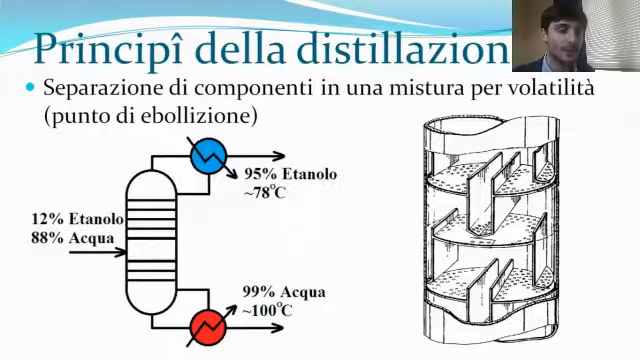 Principî della distillazion
Separazione di componenti in una mistura per volatilità
(punto di ebollizione)
95% Etanolo
~78°C
12% Etanolo
88% Acqua
99% Acqua
~100°C